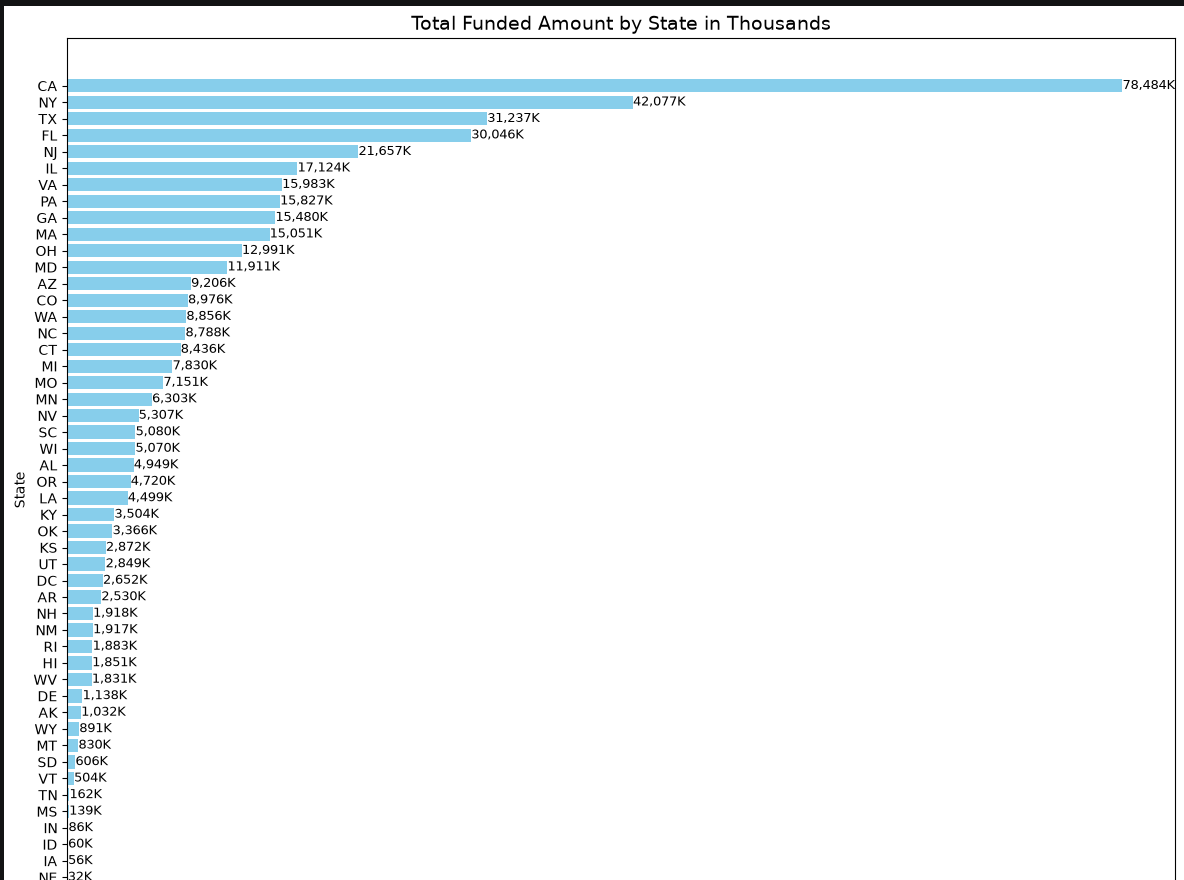 Total Funded Amount by State in Thousands
CA 78,484K
NY 42,077K
TX 31,237K
FL 30,046K
NJ 21,657K
IL 17,124K
VA 15,983K
PA 15,827K
GA 15,480K
MA 15,051K
OH 12,991K
MD 11,911K
AZ 9,206K
CO 8,976K
WA 8,856K
NC 8,788K
CT 8,436K
MI 7,830K
MO 7,151K
MN 6,303K
NV 5,307K
SC 5,080K
WI 5,070K
AL 4,949K
OR 4,720K
State
LA 4,499K
KY 3,504K
OK 3,366K
KS 2,872K
UT 2,849K
DC 2,652K
AR 2,530K
NH 1,918K
NM 1,917K
RI 1,883K
HI 1,851K
WV 1,831K
DE 1,138K
AK 1,032K
WY 891K
MT 830K
SD 606K
VT 504K
TN 162K
MS 139K
IN 86K
ID 60K
IA 56K
NE 32K